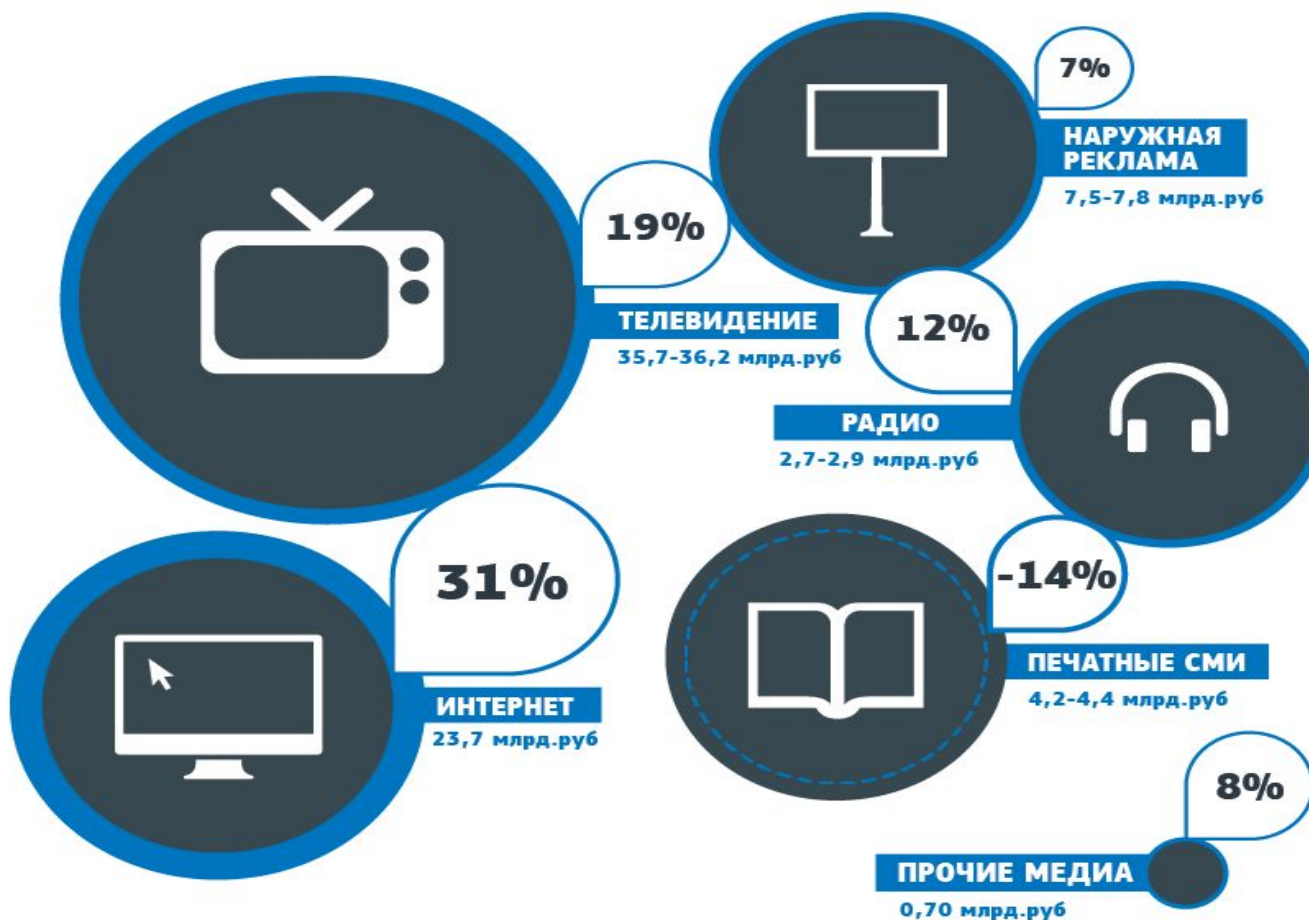 7%
НАРУЖНАЯ
РЕКЛАМА
7,5-7,8 млрд.руб
19%
ТЕЛЕВИДЕНИЕ
35,7-36,2 млрд.руб
12%
РАДИО
2,7-2,9 млрд.руб
31%
ИНТЕРНЕТ
23,7 млрд.руб
-14%
ПЕЧАТНЫЕ СМИ
4,2-4,4 млрд.руб
8%
ПРОЧИЕ МЕДИА
0,70 млрд.руб